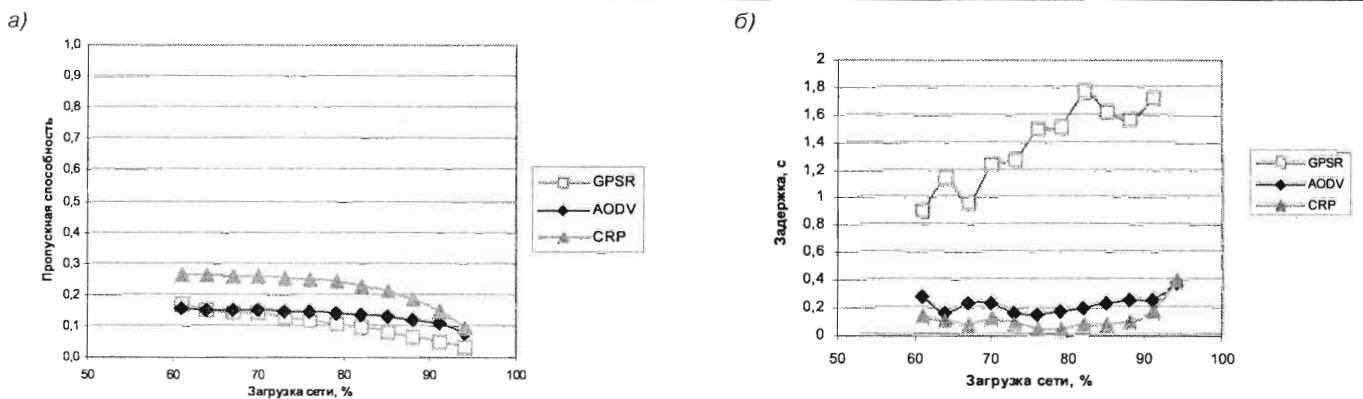 а)
1,0
0,9
0,8
0,7
0,6
0,5
0,4
0,3
0,2
0,1
0,0
50
60
70
80
90
100
Пропускная способность
Загрузка сети, %
GPSR
AODV
CRP
б)
2
1,8
1,6
1,4
1,2
1
0,8
0,6
0,4
0,2
0
50
60
70
80
90
100
Задержка, с
Загрузка сети, %
GPSR
AODV
CRP